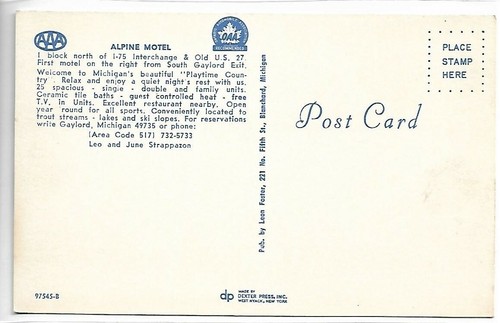 AAA
ALPINE MOTEL
OAA
RECOMMENDED
1 block north of i-75 Interchange & Old U.S. 27.
First motel on the right from South Gaylord Exit.
Welcome to Michigan's beautiful "Playtime Coun-
try". Relax and enjoy a quiet night's rest with us.
25 spacious - single - double and family units.
Ceramic tile baths - guest controlled heat - free
T.V. in Units. Excellent restaurant nearby. Open
year round for all sports. Conveniently located to
trout streams - lakes and ski slopes. For reservations
write Gaylord, Michigan 49735 or phone:
(Area Code 517) 732-5733
Leo and June Strappazon
Pub. by Leon Foster, 221 No. Fifth St., Blanchard, Michigan
PLACE
STAMP
HERE
Post Card
97545-B
dp
MADE BY
DEXTER PRESS, INC.
WEST NYACK, NEW YORK